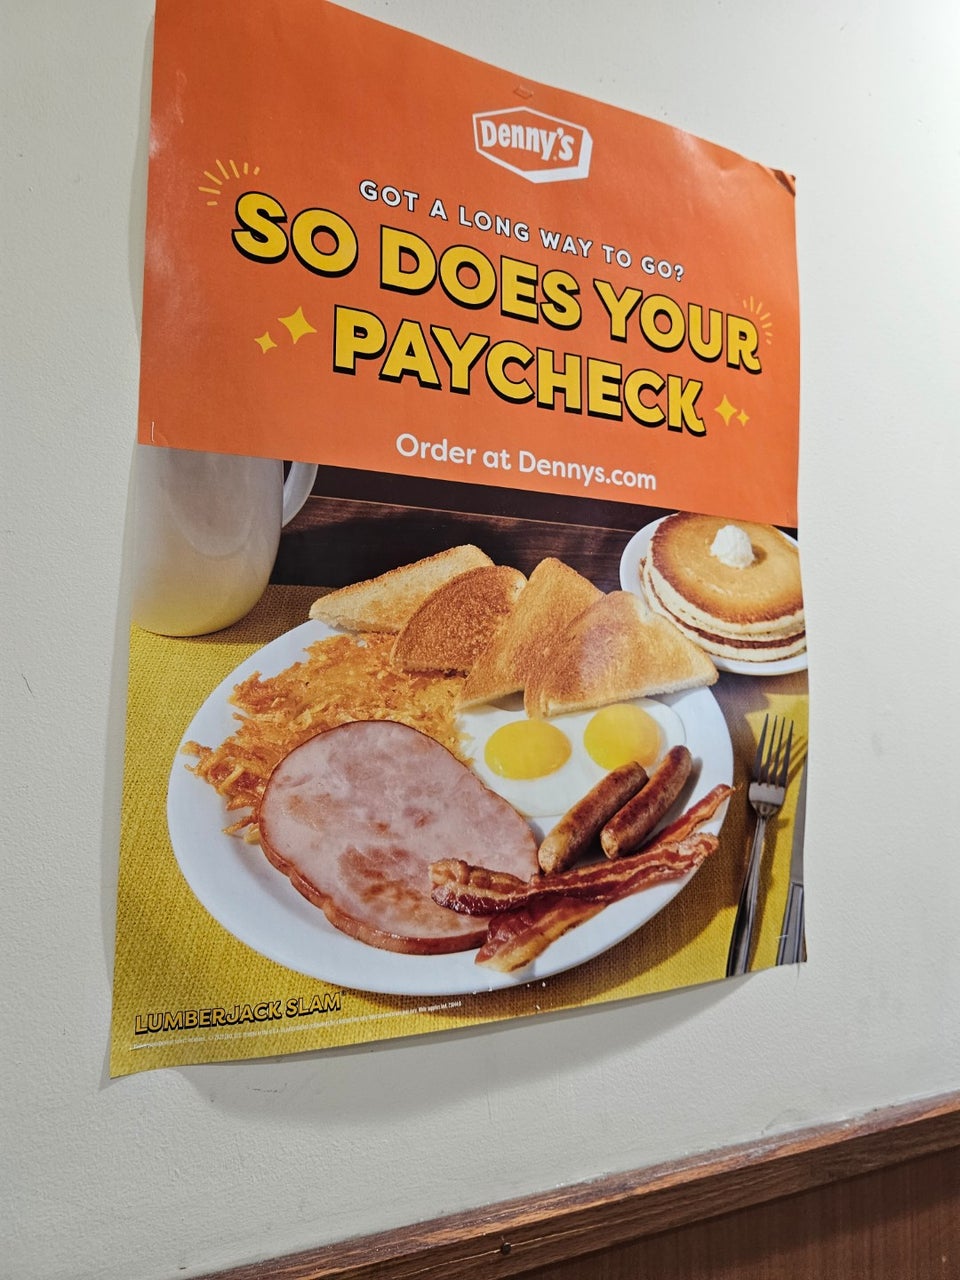 Denny's
GOT A LONG WAY TO GO?
SO DOES YOUR
PAYCHECK
Order at Dennys.com
LUMBERJACK SLAM